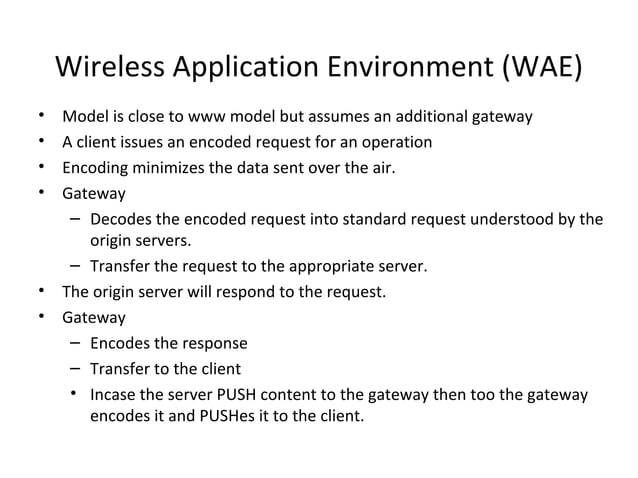 Wireless Application Environment (WAE)
• Model is close to www model but assumes an additional gateway
• A client issues an encoded request for an operation
• Encoding minimizes the data sent over the air.
• Gateway
– Decodes the encoded request into standard request understood by the
origin servers.
– Transfer the request to the appropriate server.
• The origin server will respond to the request.
• Gateway
– Encodes the response
– Transfer to the client
• Incase the server PUSH content to the gateway then too the gateway
encodes it and PUSHes it to the client.